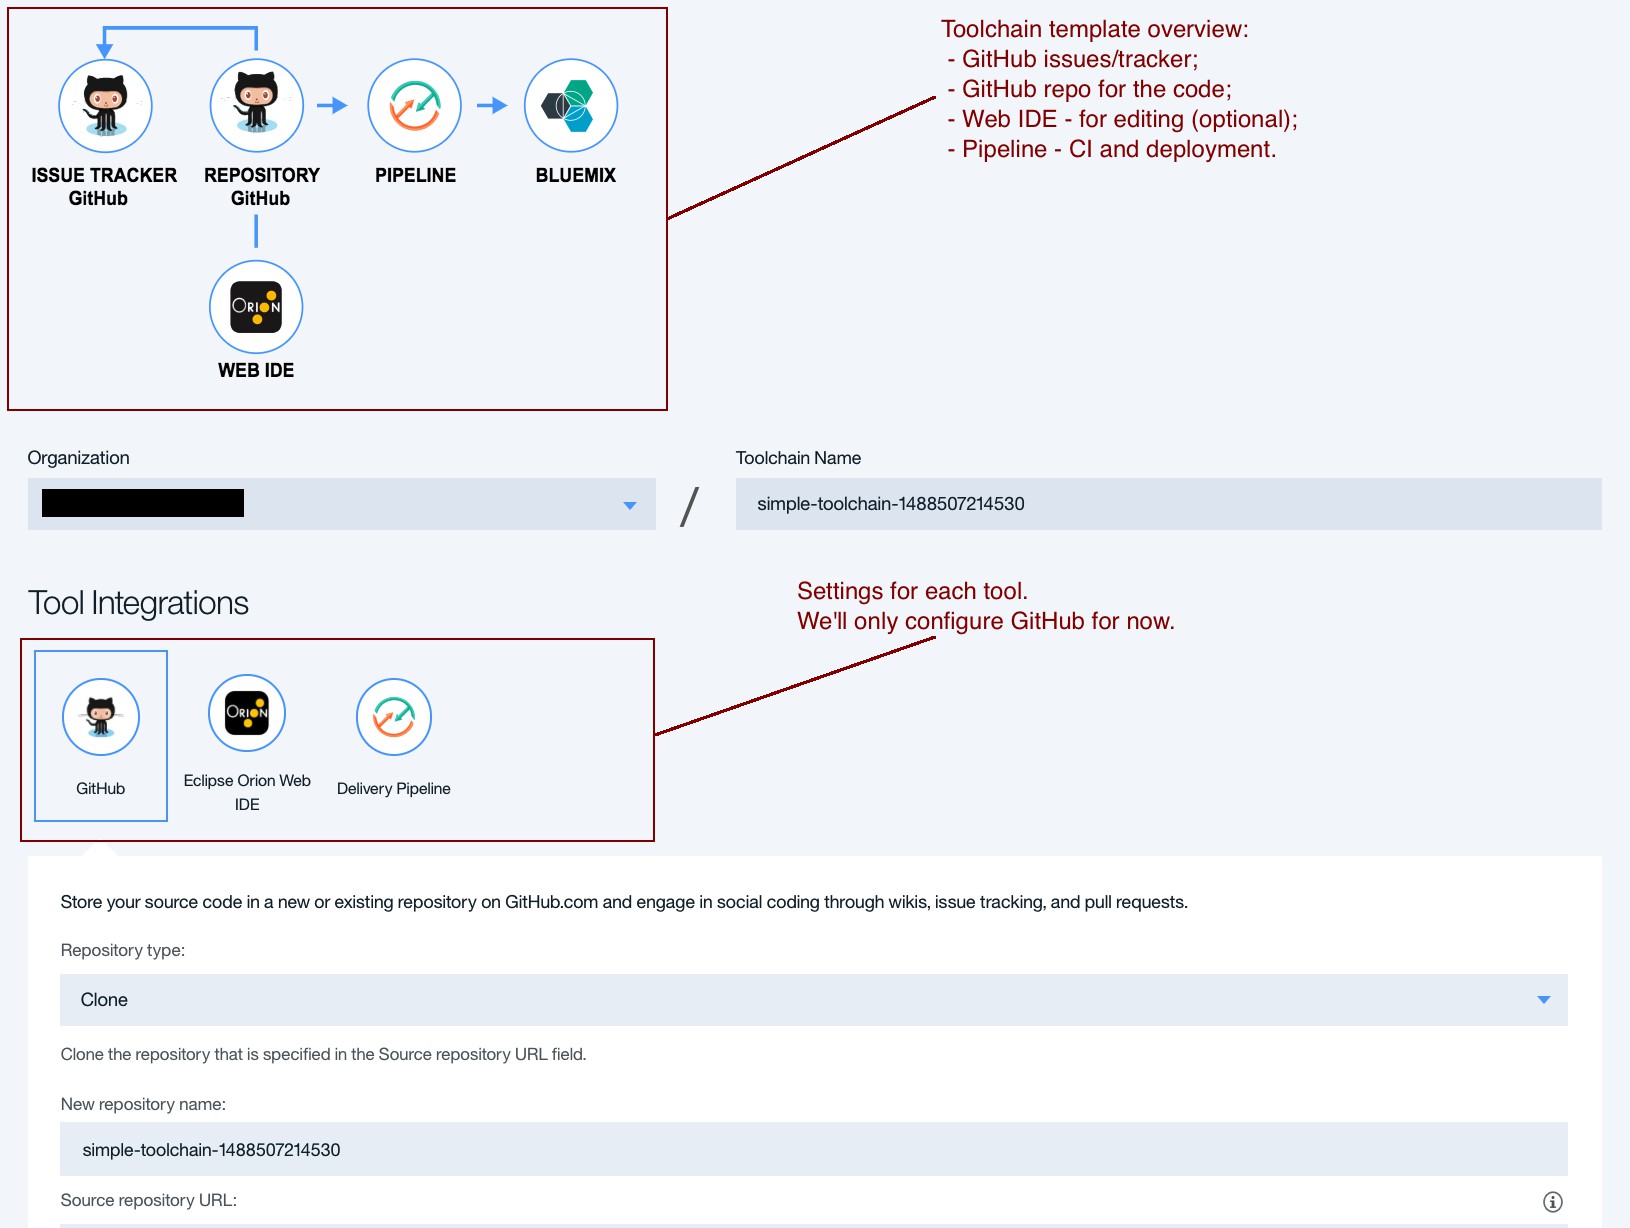 Toolchain template overview:
- GitHub issues/tracker;
- GitHub repo for the code;
- Web IDE - for editing (optional);
- Pipeline - CI and deployment.
ISSUE TRACKER
GitHub
REPOSITORY
GitHub
PIPELINE
BLUEMIX
ORION
WEB IDE
Organization
Toolchain Name
/
simple-toolchain-1488507214530
Tool Integrations
Settings for each tool.
We'll only configure GitHub for now.
GitHub
ORION
Eclipse Orion Web
IDE
Delivery Pipeline
Store your source code in a new or existing repository on GitHub.com and engage in social coding through wikis, issue tracking, and pull requests.
Repository type:
Clone
Clone the repository that is specified in the Source repository URL field.
New repository name:
simple-toolchain-1488507214530
Source repository URL: